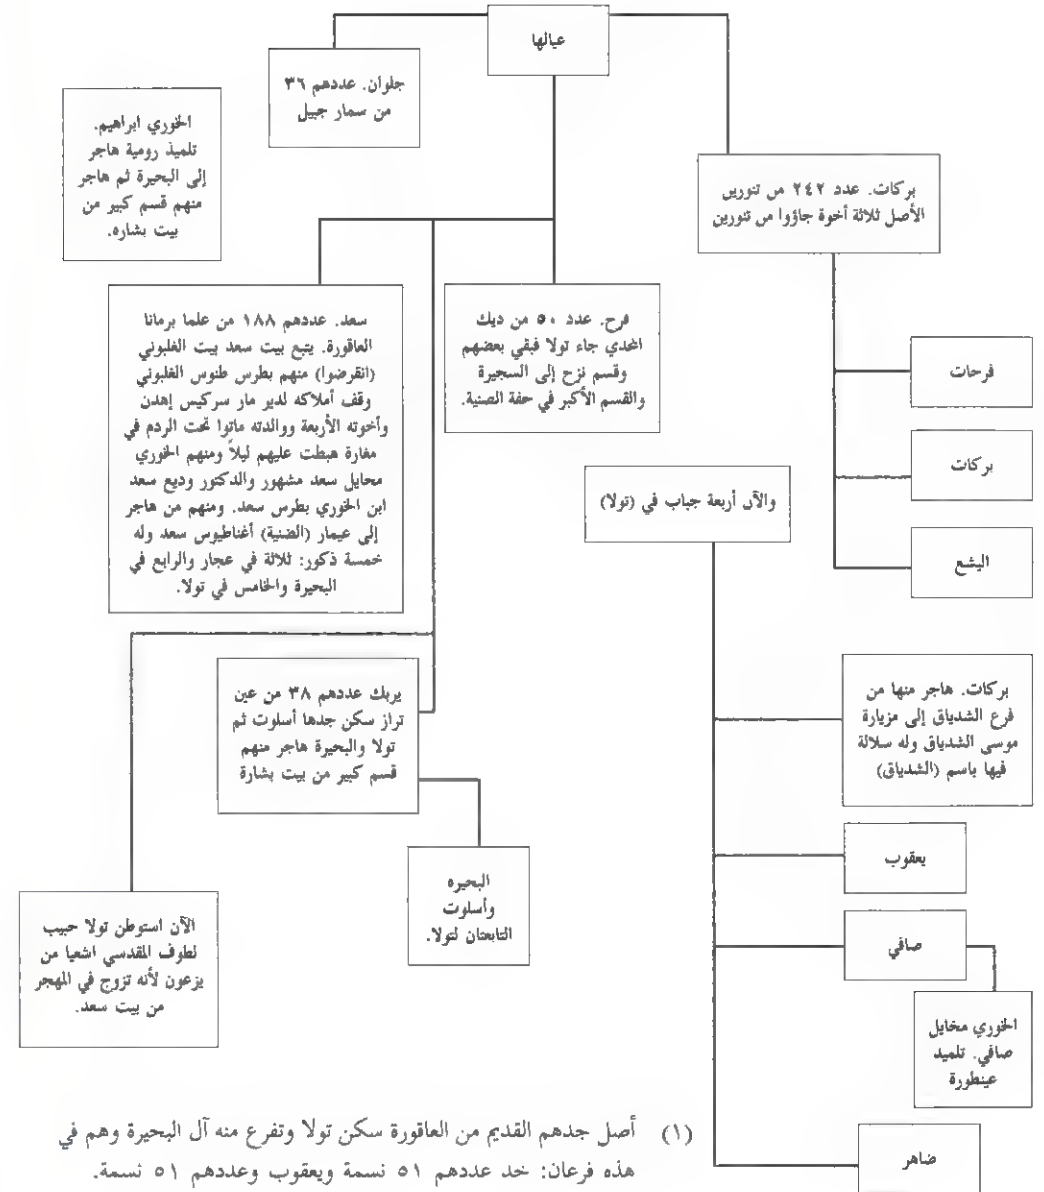 عيالها
جلوان. عددهم ٣٦
من سمار جبيل
الخوري ابراهيم.
تلميذ رومية هاجر
إلى البحيرة ثم هاجر
منهم قسم كبير من
بيت بشاره.
بركات. عدد ٢٤٢ من تنورين
الأصل ثلاثة أخوة جاؤوا من تنورين
فرحات
بركات
اليشع
فرح. عدد ٥٠ من ديك
المحدي جاء تولا فبقي بعضهم
وقسم نزح إلى السجيرة
والقسم الأكبر في حفة الصنية.
سعد. عددهم ١٨٨ من علما برمانا
العاقورة. يتبع بيت سعد بيت الغلبوني
(انقرضوا) منهم بطرس طنوس الغلبوني
وقف أملاكه لدير مار سركيس إهدن
وأخوته الأربعة ووالدته ماتوا تحت الردم في
مغارة هبطت عليهم ليلاً ومنهم الخوري
محايل سعد مشهور والدكتور وديع سعد
ابن الخوري بطرس سعد. ومنهم من هاجر
إلى عيمار (الضنية) أغناطيوس سعد وله
خمسة ذكور: ثلاثة في عجار والرابع في
البحيرة والخامس في تولا.
والآن أربعة جباب في (تولا)
بركات. هاجر منها من
فرع الشدياق إلى مزيارة
موسى الشدياق وله سلالة
فيها باسم (الشدياق)
يعقوب
صافي
الخوري مخايل
صافي. تلميد
عينطورة
ضاهر
يربك عددهم ٣٨ من عين
تراز سكن جدها أسلوت ثم
تولا والبحيرة هاجر منهم
قسم كبير من بيت بشارة
البحيره
وأسلوت
التابعتان لتولا.
الآن استوطن تولا حبيب
لطوف المقدسي اشعيا من
يزعون لأنه تزوج في المهجر
من بيت سعد.
(١) أصل جدهم القديم من العاقورة سكن تولا وتفرع منه آل البحيرة وهم في
هذه فرعان: خد عددهم ٥١ نسمة ويعقوب وعددهم ٥١ نسمة.